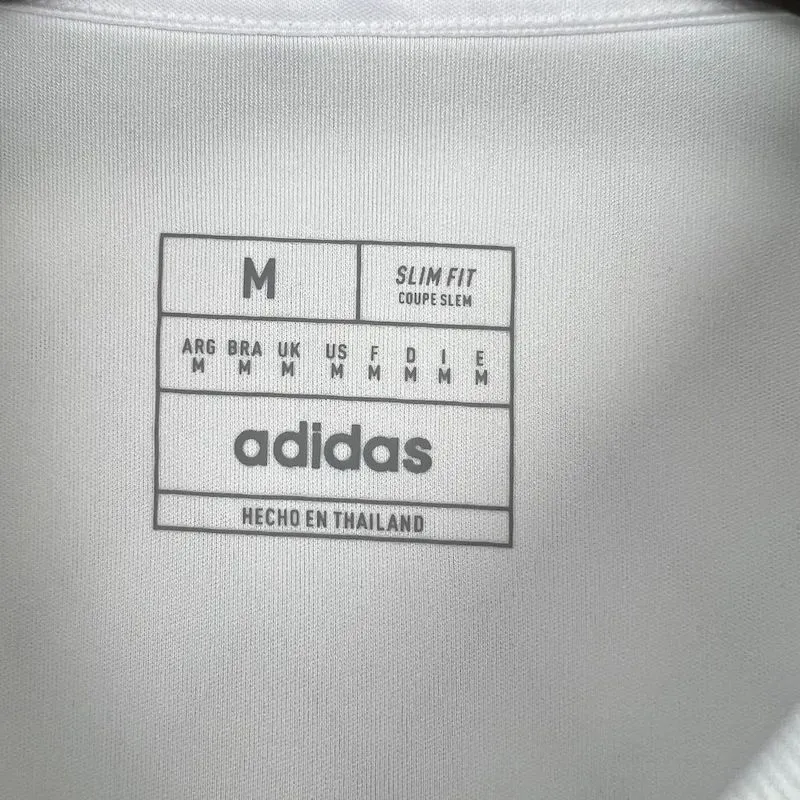 M
SLIM FIT
COUPE SLEM
ARG BRA UK US F D I E
M M M M M M M M
adidas
HECHO EN THAILAND